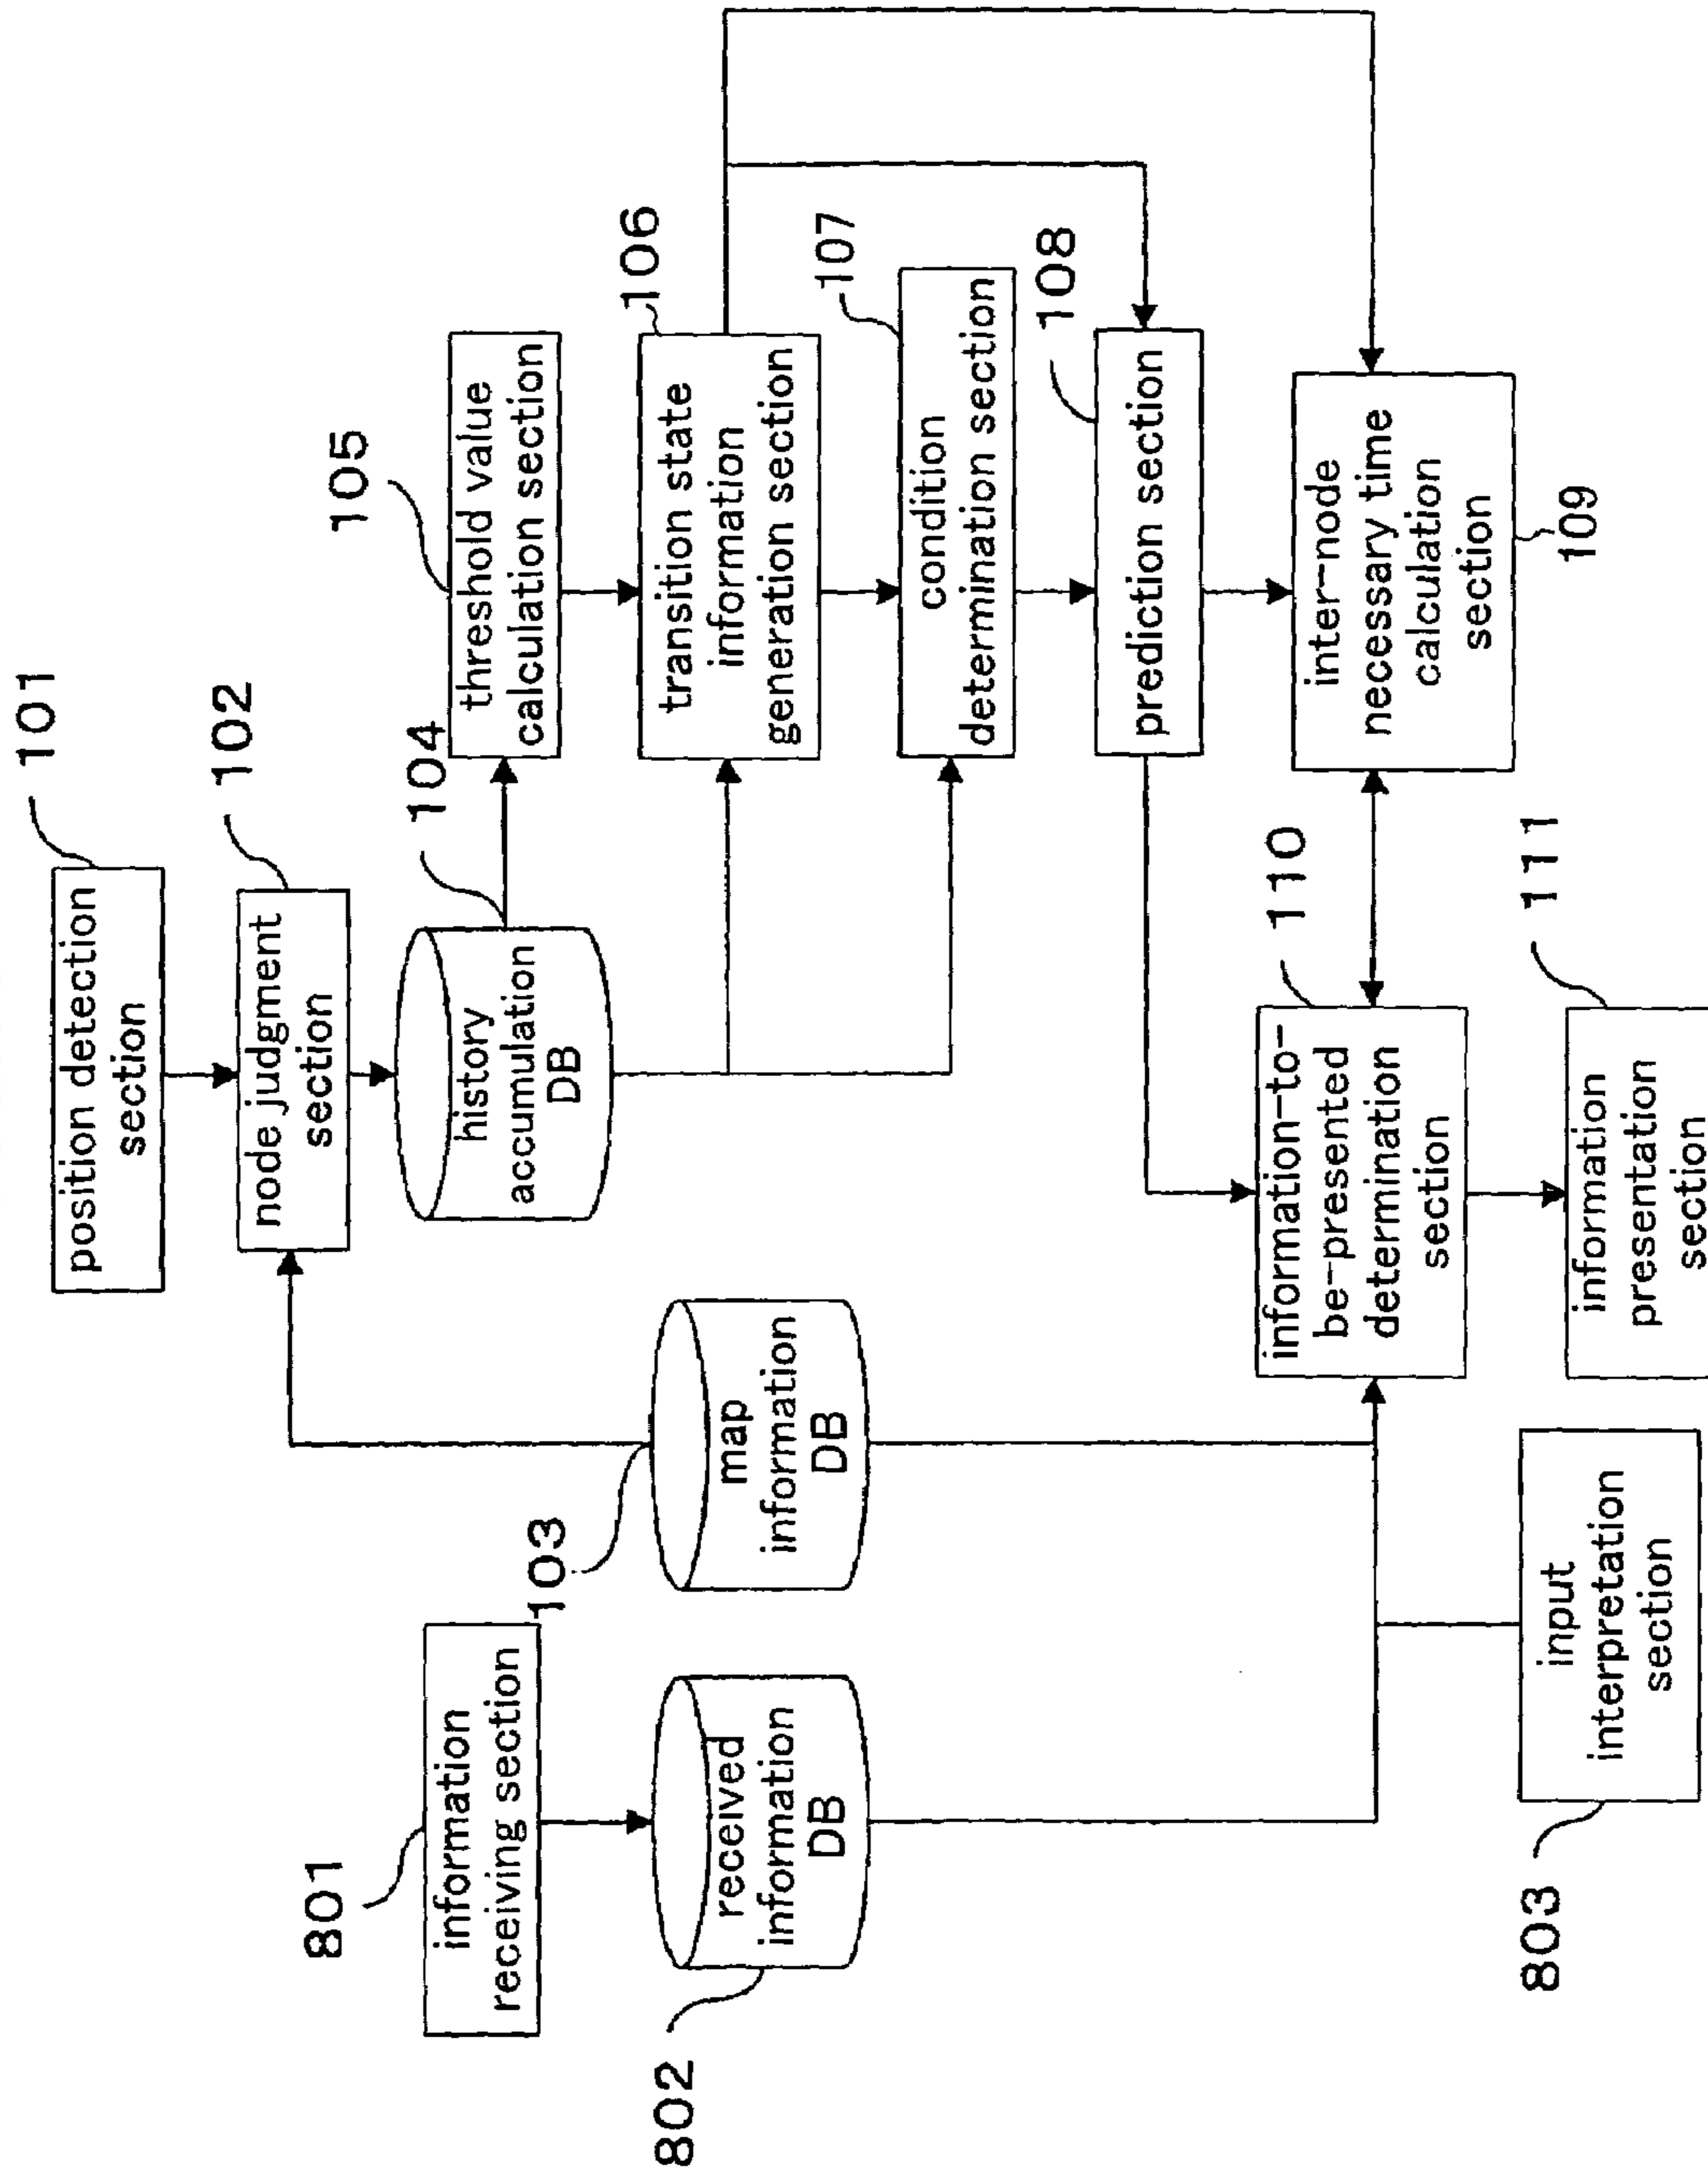 101
position detection
section
102
node judgment
section
104
history
accumulation
DB
105
threshold value
calculation section
106
transition state
information
generation section
107
condition
determination section
108
prediction section
inter-node
necessary time
calculation
section
109
801
information
receiving section
802
received
information
DB
103
map
information
DB
110
information-to-
be-presented
determination
section
111
information
presentation
section
803
input
interpretation
section